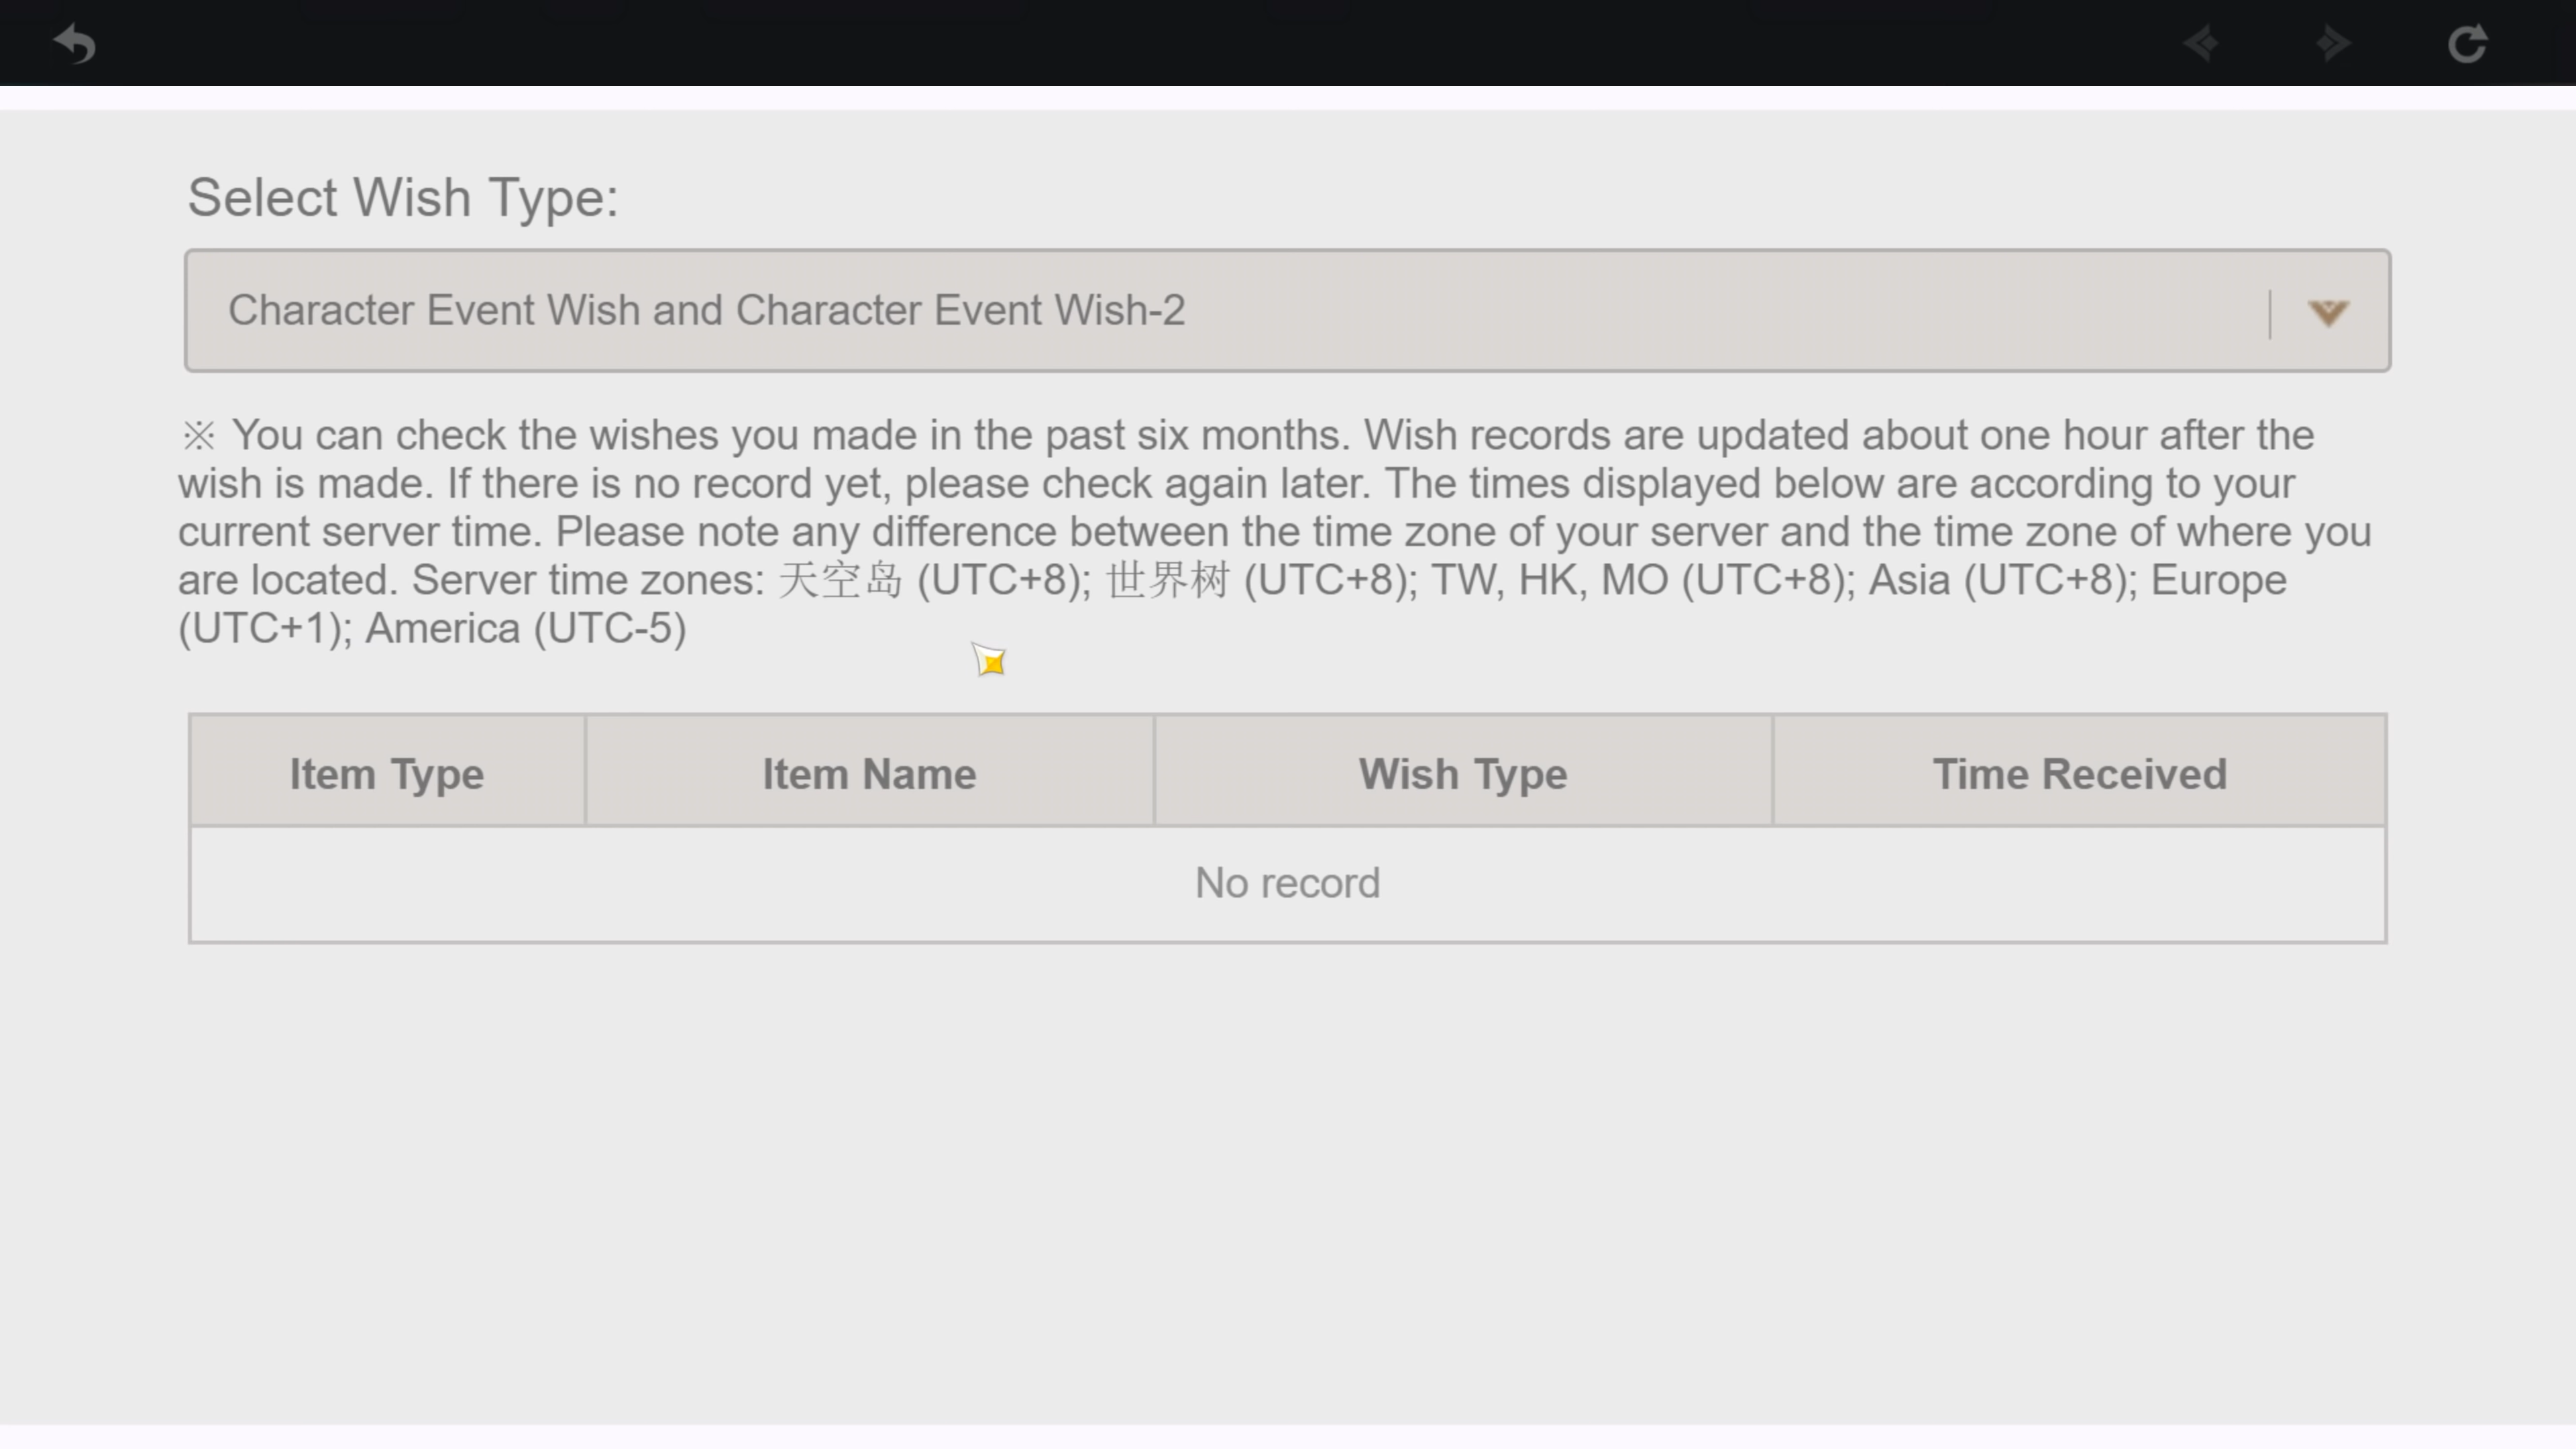 Select Wish Type:
Character Event Wish and Character Event Wish-2
※ You can check the wishes you made in the past six months. Wish records are updated about one hour after the
wish is made. If there is no record yet, please check again later. The times displayed below are according to your
current server time. Please note any difference between the time zone of your server and the time zone of where you
are located. Server time zones: 天空岛 (UTC+8); 世界树 (UTC+8); TW, HK, MO (UTC+8); Asia (UTC+8); Europe
(UTC+1); America (UTC-5)
Item Type Item Name Wish Type Time Received
No record